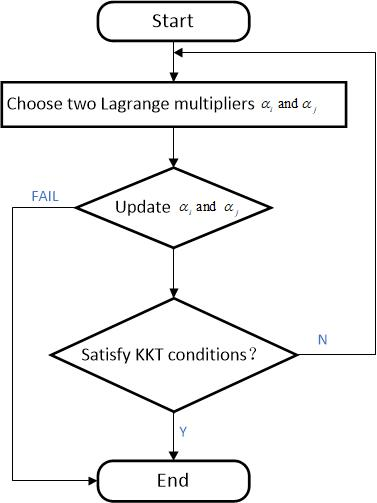 Start
Choose two Lagrange multipliers αᵢ and αⱼ
FAIL
Update αᵢ and αⱼ
N
Satisfy KKT conditions？
Y
End